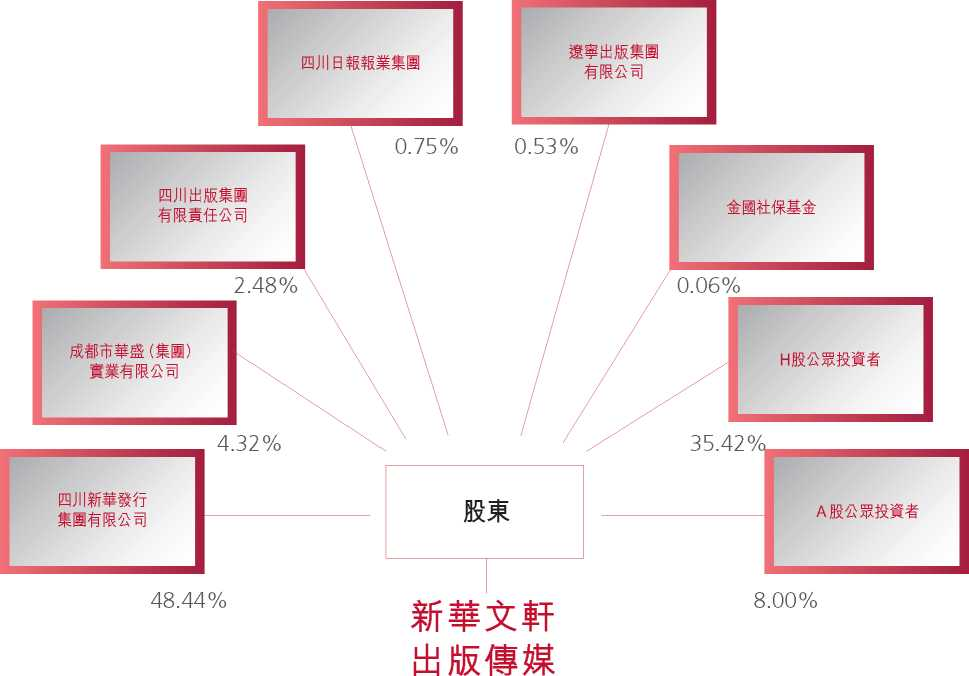 四川日報報業集團
0.75%
遼寧出版集團
有限公司
0.53%
四川出版集團
有限責任公司
2.48%
金國社保基金
0.06%
成都市華盛(集團)
實業有限公司
4.32%
H股公眾投資者
35.42%
四川新華發行
集團有限公司
48.44%
股東
A股公眾投資者
8.00%
新華文軒
出版傳媒